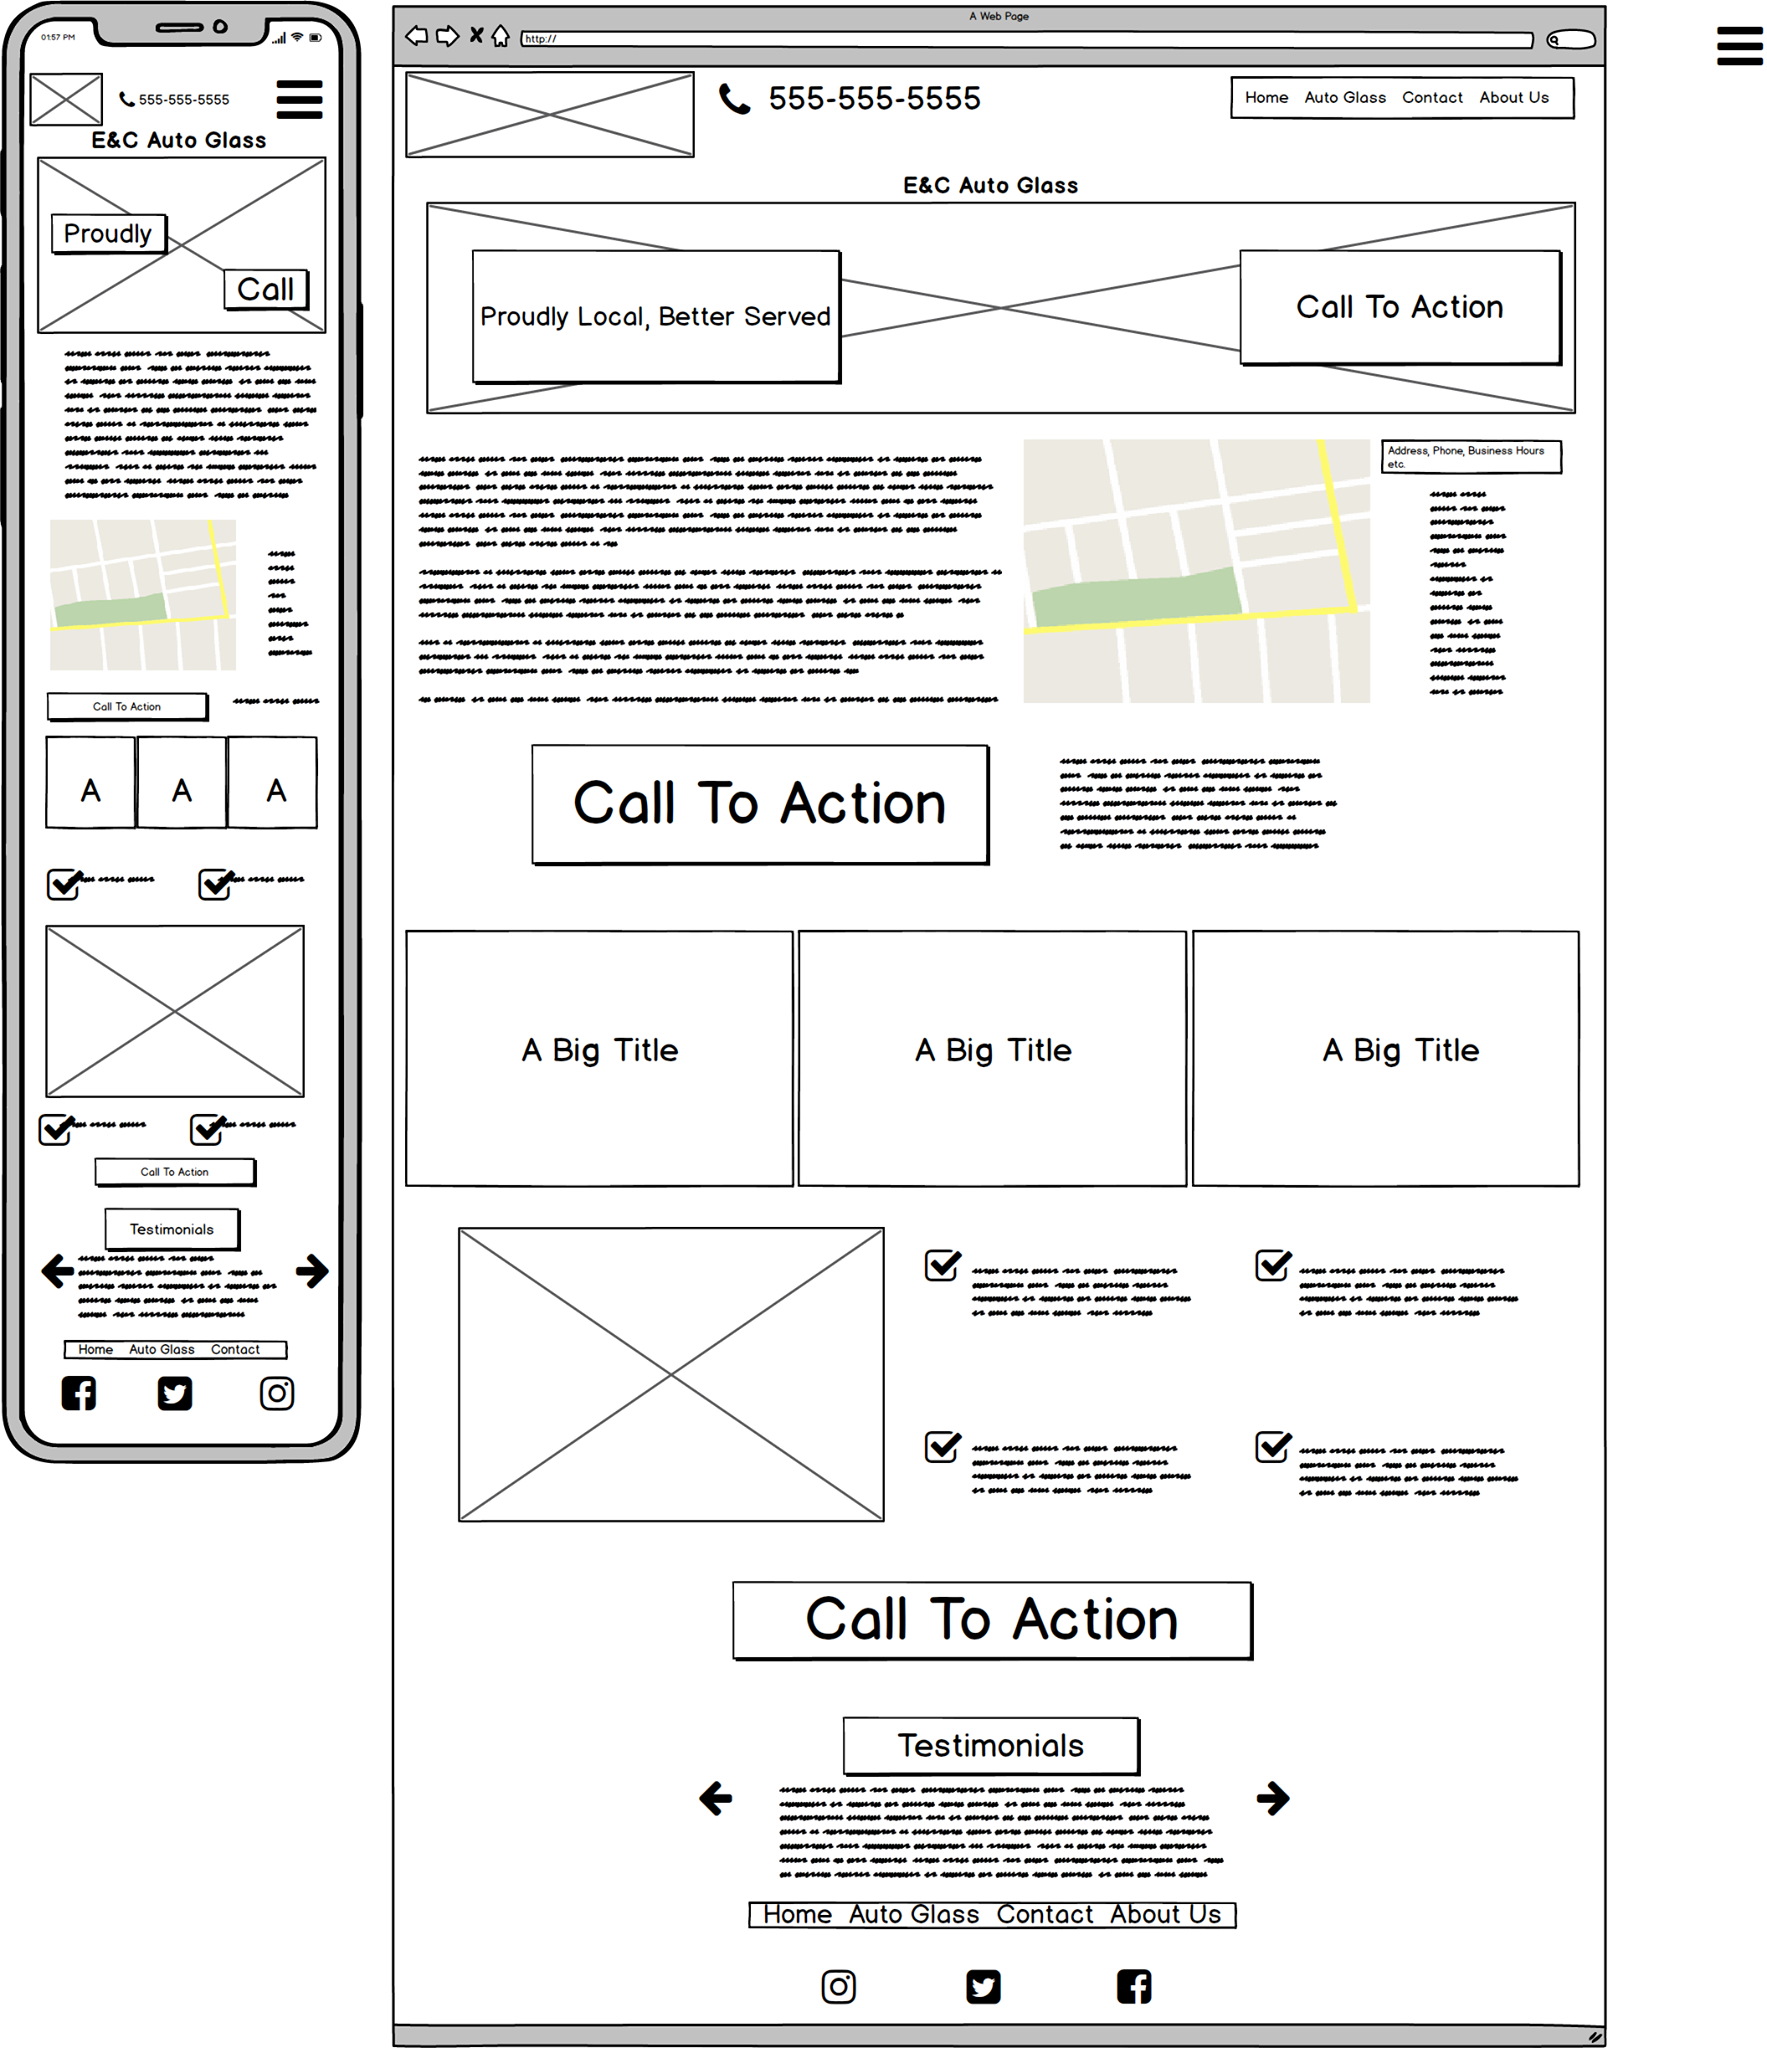 01:57 PM
555-555-5555
E&C Auto Glass
Proudly
Call
Call To Action
A
A
A
Call To Action
Testimonials
Home Auto Glass Contact
A Web Page
http://
555-555-5555
Home Auto Glass Contact About Us
E&C Auto Glass
Proudly Local, Better Served
Call To Action
Address, Phone, Business Hours
etc.
Call To Action
A Big Title
A Big Title
A Big Title
Call To Action
Testimonials
Home Auto Glass Contact About Us